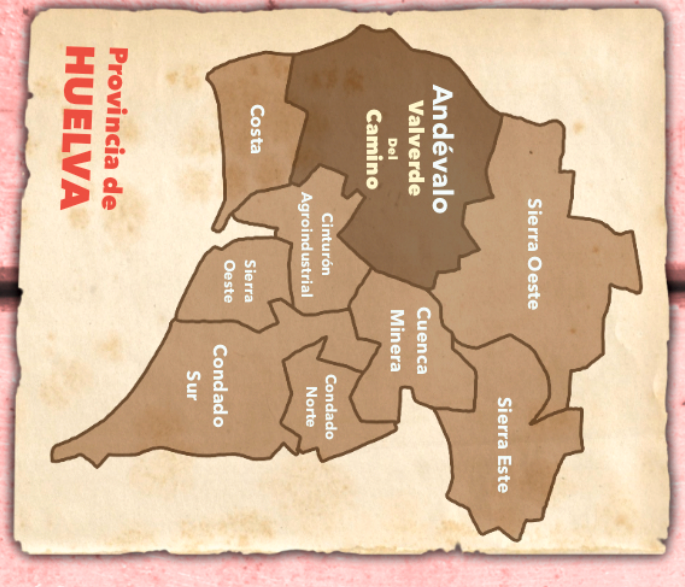 Provincia de
HUELVA
Sierra Oeste
Sierra Este
Andévalo
Valverde
Del
Camino
Cuenca
Minera
Costa
Cinturón
Agroindustrial
Sierra
Oeste
Condado
Norte
Condado
Sur